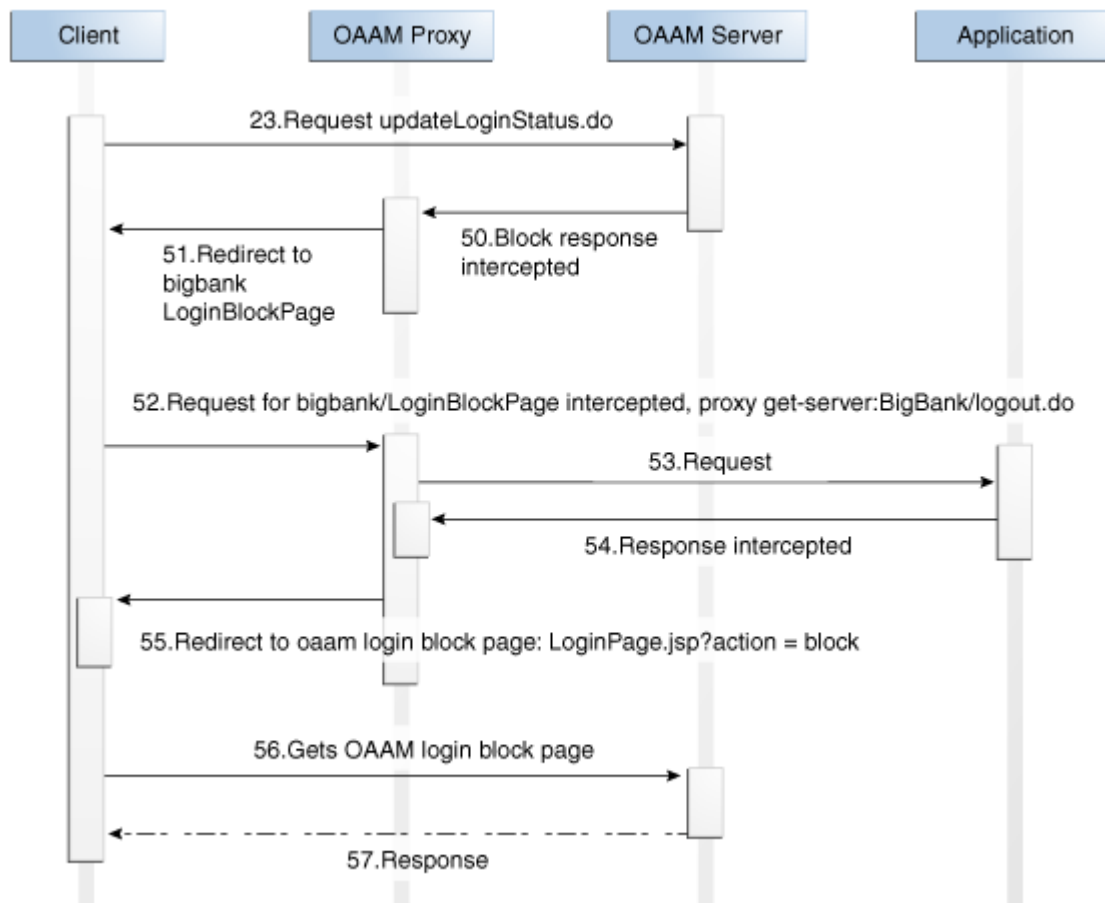 Client
OAAM Proxy
OAAM Server
Application
23.Request updateLoginStatus.do
50.Block response
intercepted
51.Redirect to
bigbank
LoginBlockPage
52.Request for bigbank/LoginBlockPage intercepted, proxy get-server:BigBank/logout.do
53.Request
54.Response intercepted
55.Redirect to oaam login block page: LoginPage.jsp?action = block
56.Gets OAAM login block page
57.Response